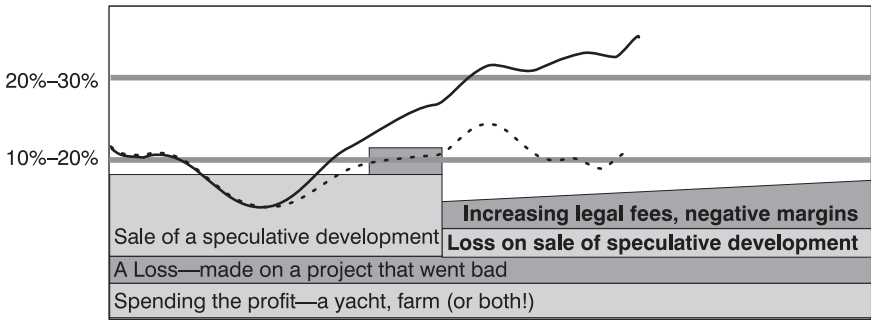 20%–30%
10%–20%
Increasing legal fees, negative margins
Sale of a speculative development
Loss on sale of speculative development
A Loss—made on a project that went bad
Spending the profit—a yacht, farm (or both!)